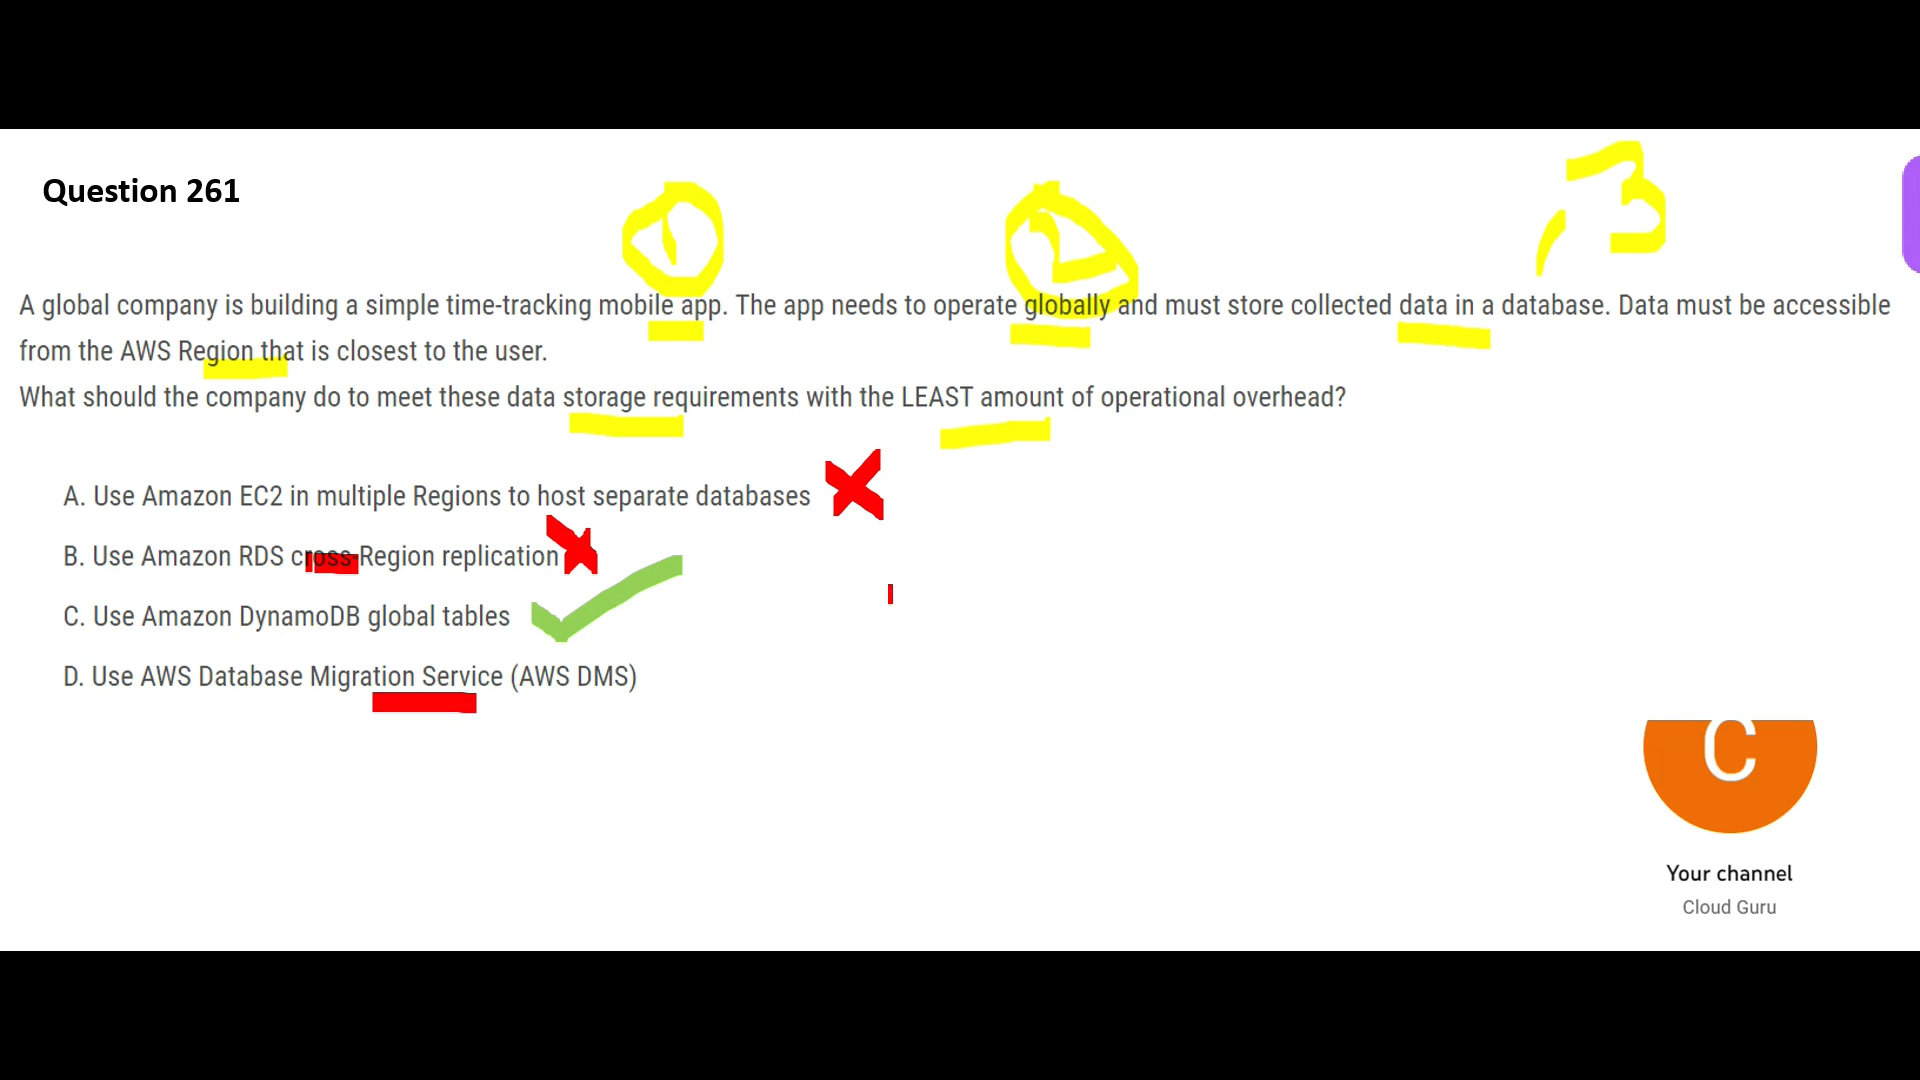 Question 261
1
2
3
A global company is building a simple time-tracking mobile app. The app needs to operate globally and must store collected data in a database. Data must be accessible
from the AWS Region that is closest to the user.
What should the company do to meet these data storage requirements with the LEAST amount of operational overhead?
A. Use Amazon EC2 in multiple Regions to host separate databases
B. Use Amazon RDS cross-Region replication
C. Use Amazon DynamoDB global tables
D. Use AWS Database Migration Service (AWS DMS)
C
Your channel
Cloud Guru